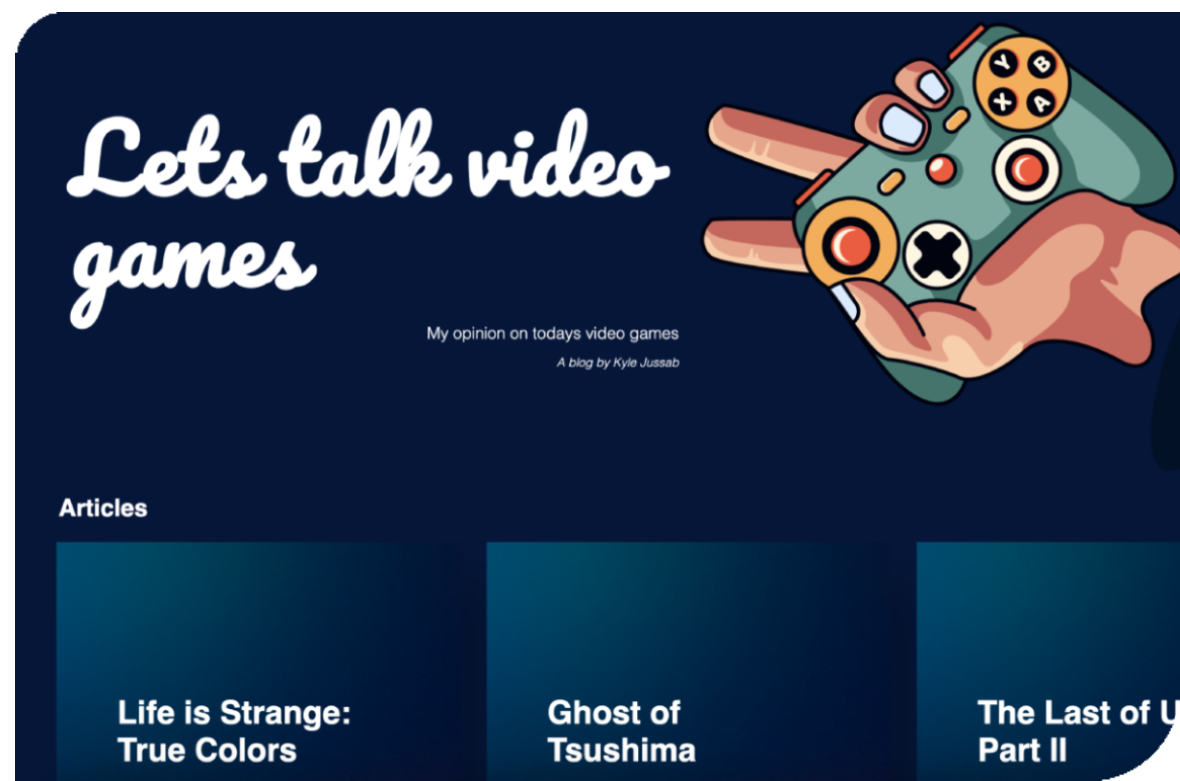 Lets talk video
games
My opinion on todays video games
A blog by Kyle Jussab
Y B
X A
Articles
Life is Strange:
True Colors
Ghost of
Tsushima
The Last of U
Part II